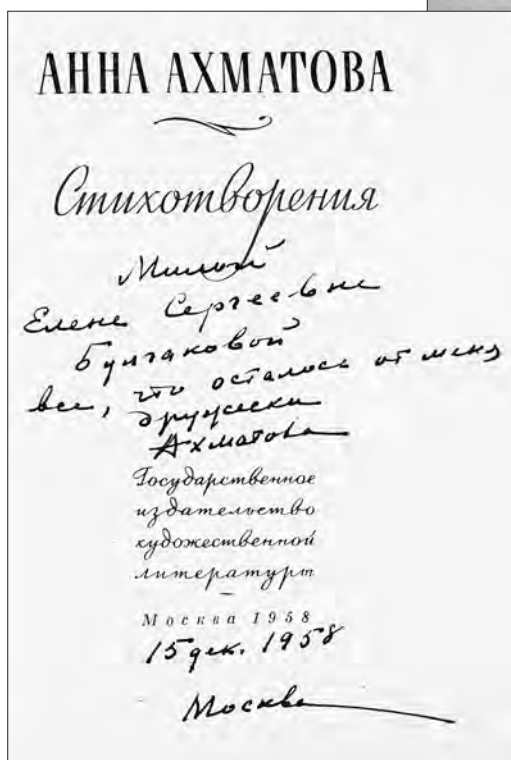 АННА АХМАТОВА
Стихотворения
Милой
Елене Сергеевне
Булгаковой
все, что осталось от меня
дружески
Ахматова
Государственное
издательство
художественной
литературы
Москва 1958
15 дек. 1958
Москва